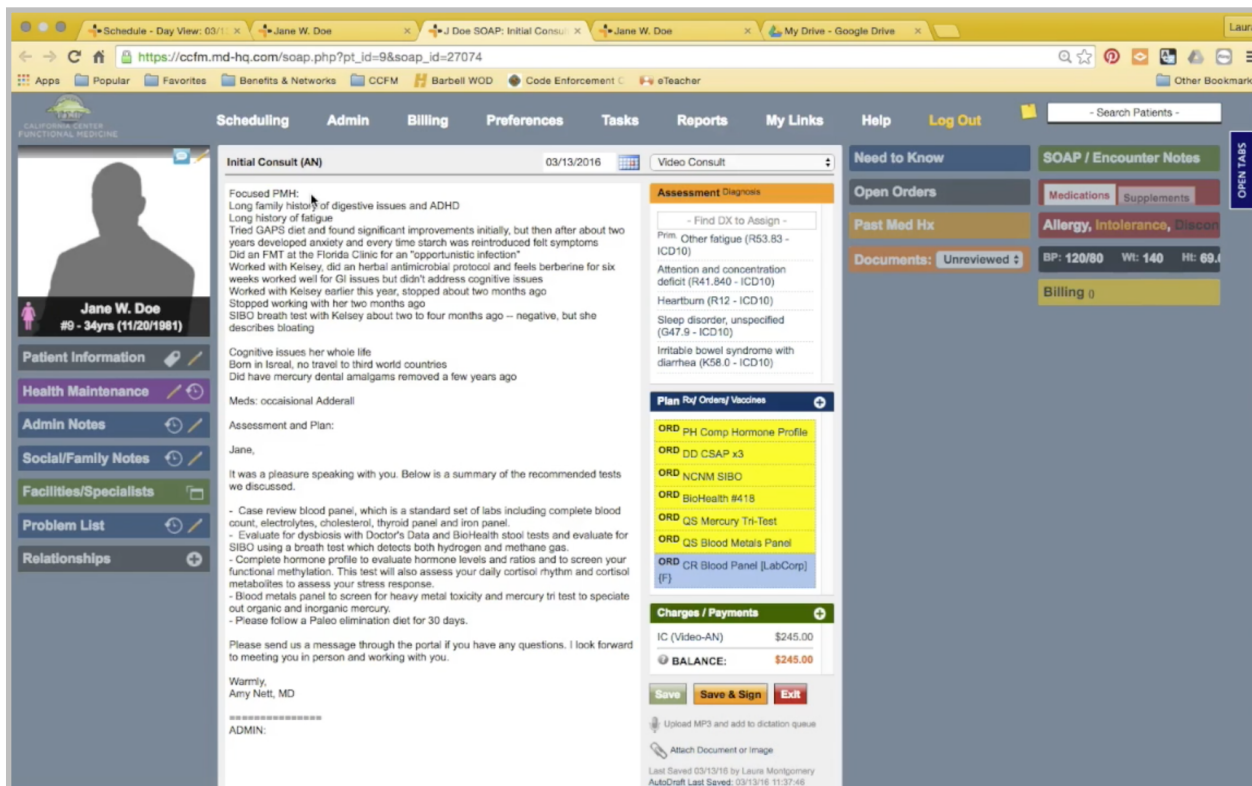 Schedule - Day View: 03/1
Jane W. Doe
J Doe SOAP: Initial Consul
Jane W. Doe
My Drive - Google Drive
Laura
https://ccfm.md-hq.com/soap.php?pt_id=9&soap_id=27074
Apps
Popular
Favorites
Benefits & Networks
CCFM
Barbell WOD
Code Enforcement C
eTeacher
Other Bookmark
CALIFORNIA CENTER
FUNCTIONAL MEDICINE
Scheduling
Admin
Billing
Preferences
Tasks
Reports
My Links
Help
Log Out
- Search Patients -
OPEN TABS
Jane W. Doe
#9 - 34yrs (11/20/1981)
Patient Information
Health Maintenance
Admin Notes
Social/Family Notes
Facilities/Specialists
Problem List
Relationships
Initial Consult (AN)
03/13/2016
Video Consult
Focused PMH:
Long family history of digestive issues and ADHD
Long history of fatigue
Tried GAPS diet and found significant improvements initially, but then after about two
years developed anxiety and every time starch was reintroduced felt symptoms
Did an FMT at the Florida Clinic for an "opportunistic infection"
Worked with Kelsey, did an herbal antimicrobial protocol and feels berberine for six
weeks worked well for GI issues but didn't address cognitive issues
Worked with Kelsey earlier this year, stopped about two months ago
Stopped working with her two months ago
SIBO breath test with Kelsey about two to four months ago -- negative, but she
describes bloating
Cognitive issues her whole life
Born in Isreal, no travel to third world countries
Did have mercury dental amalgams removed a few years ago
Meds: occaisional Adderall
Assessment and Plan:
Jane,
It was a pleasure speaking with you. Below is a summary of the recommended tests
we discussed.
- Case review blood panel, which is a standard set of labs including complete blood
count, electrolytes, cholesterol, thyroid panel and iron panel.
- Evaluate for dysbiosis with Doctor's Data and BioHealth stool tests and evaluate for
SIBO using a breath test which detects both hydrogen and methane gas.
- Complete hormone profile to evaluate hormone levels and ratios and to screen your
functional methylation. This test will also assess your daily cortisol rhythm and cortisol
metabolites to assess your stress response.
- Blood metals panel to screen for heavy metal toxicity and mercury tri test to speciate
out organic and inorganic mercury.
- Please follow a Paleo elimination diet for 30 days.
Please send us a message through the portal if you have any questions. I look forward
to meeting you in person and working with you.
Warmly,
Amy Nett, MD
===============
ADMIN:
Assessment Diagnosis
- Find DX to Assign -
Prim. Other fatigue (R53.83 -
ICD10)
Attention and concentration
deficit (R41.840 - ICD10)
Heartburn (R12 - ICD10)
Sleep disorder, unspecified
(G47.9 - ICD10)
Irritable bowel syndrome with
diarrhea (K58.0 - ICD10)
Plan Rx/ Orders/ Vaccines
ORD PH Comp Hormone Profile
ORD DD CSAP x3
ORD NCNM SIBO
ORD BioHealth #418
ORD QS Mercury Tri-Test
ORD QS Blood Metals Panel
ORD CR Blood Panel [LabCorp]
{F}
Charges / Payments
IC (Video-AN) $245.00
BALANCE: $245.00
Save
Save & Sign
Exit
Upload MP3 and add to dictation queue
Attach Document or Image
Last Saved 03/13/16 by Laura Montgomery
AutoDraft Last Saved: 03/13/16 11:37:46
Need to Know
Open Orders
Past Med Hx
Documents: Unreviewed
SOAP / Encounter Notes
Medications
Supplements
Allergy, Intolerance, Discon
BP: 120/80 Wt: 140 Ht: 69.
Billing ()